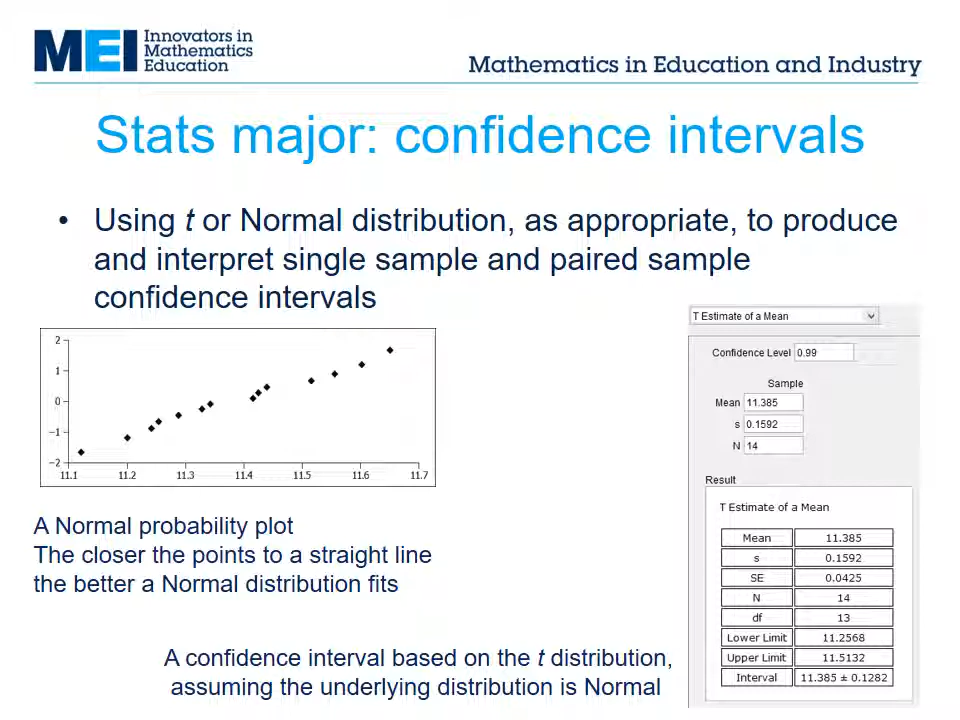 MEI
Innovators in
Mathematics
Education
Mathematics in Education and Industry
Stats major: confidence intervals
• Using t or Normal distribution, as appropriate, to produce
and interpret single sample and paired sample
confidence intervals
2
1
0
−1
−2
11.1 11.2 11.3 11.4 11.5 11.6 11.7
A Normal probability plot
The closer the points to a straight line
the better a Normal distribution fits
A confidence interval based on the t distribution,
assuming the underlying distribution is Normal
T Estimate of a Mean
Confidence Level 0.99
Sample
Mean 11.385
s 0.1592
N 14
Result
T Estimate of a Mean
Mean 11.385
s 0.1592
SE 0.0425
N 14
df 13
Lower Limit 11.2568
Upper Limit 11.5132
Interval 11.385 ± 0.1282